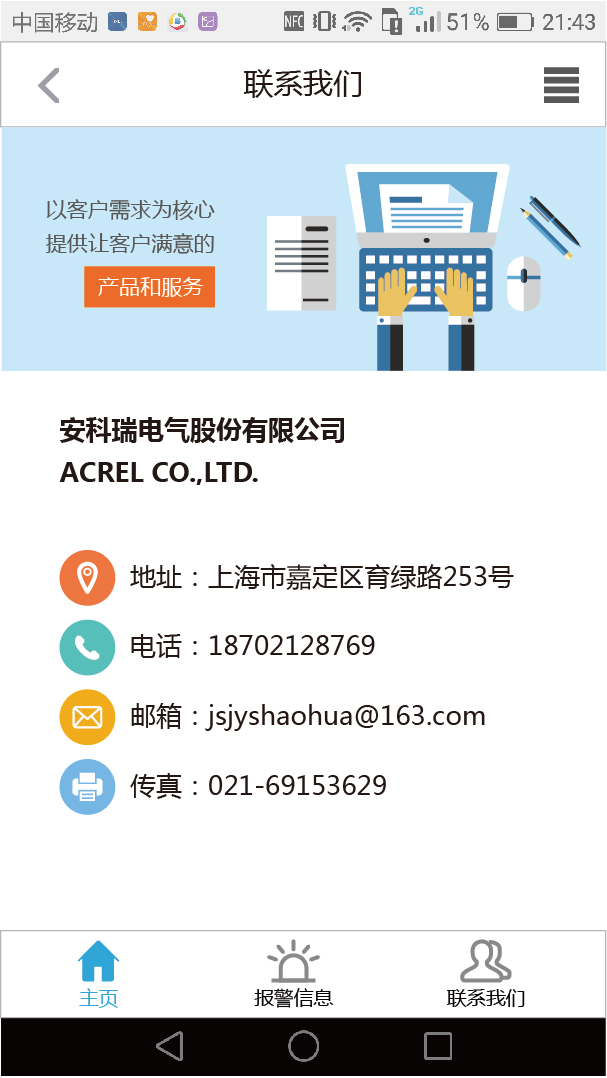 中国移动 NFC 2G 51% 21:43
联系我们
以客户需求为核心
提供让客户满意的
产品和服务
安科瑞电气股份有限公司
ACREL CO.,LTD.
地址：上海市嘉定区育绿路253号
电话：18702128769
邮箱：jsjyshaohua@163.com
传真：021-69153629
主页 报警信息 联系我们